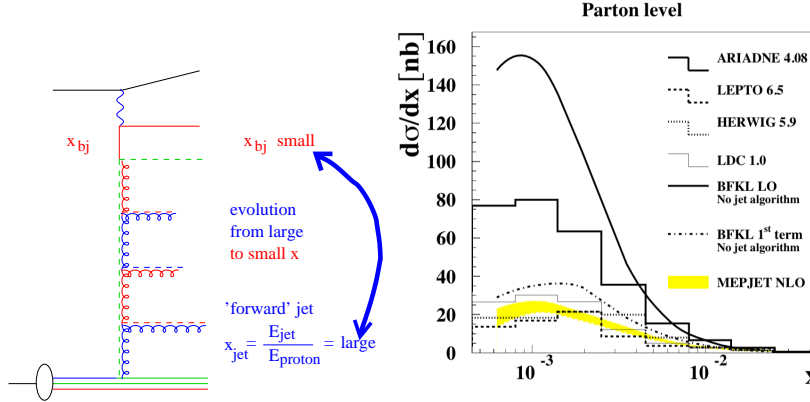 x bj
x bj small
evolution
from large
to small x
'forward' jet
x jet = E jet / E proton = large
Parton level
dσ/dx [nb]
160
140
120
100
80
60
40
20
0
10⁻³
10⁻²
x
ARIADNE 4.08
LEPTO 6.5
HERWIG 5.9
LDC 1.0
BFKL LO
No jet algorithm
BFKL 1ˢᵗ term
No jet algorithm
MEPJET NLO